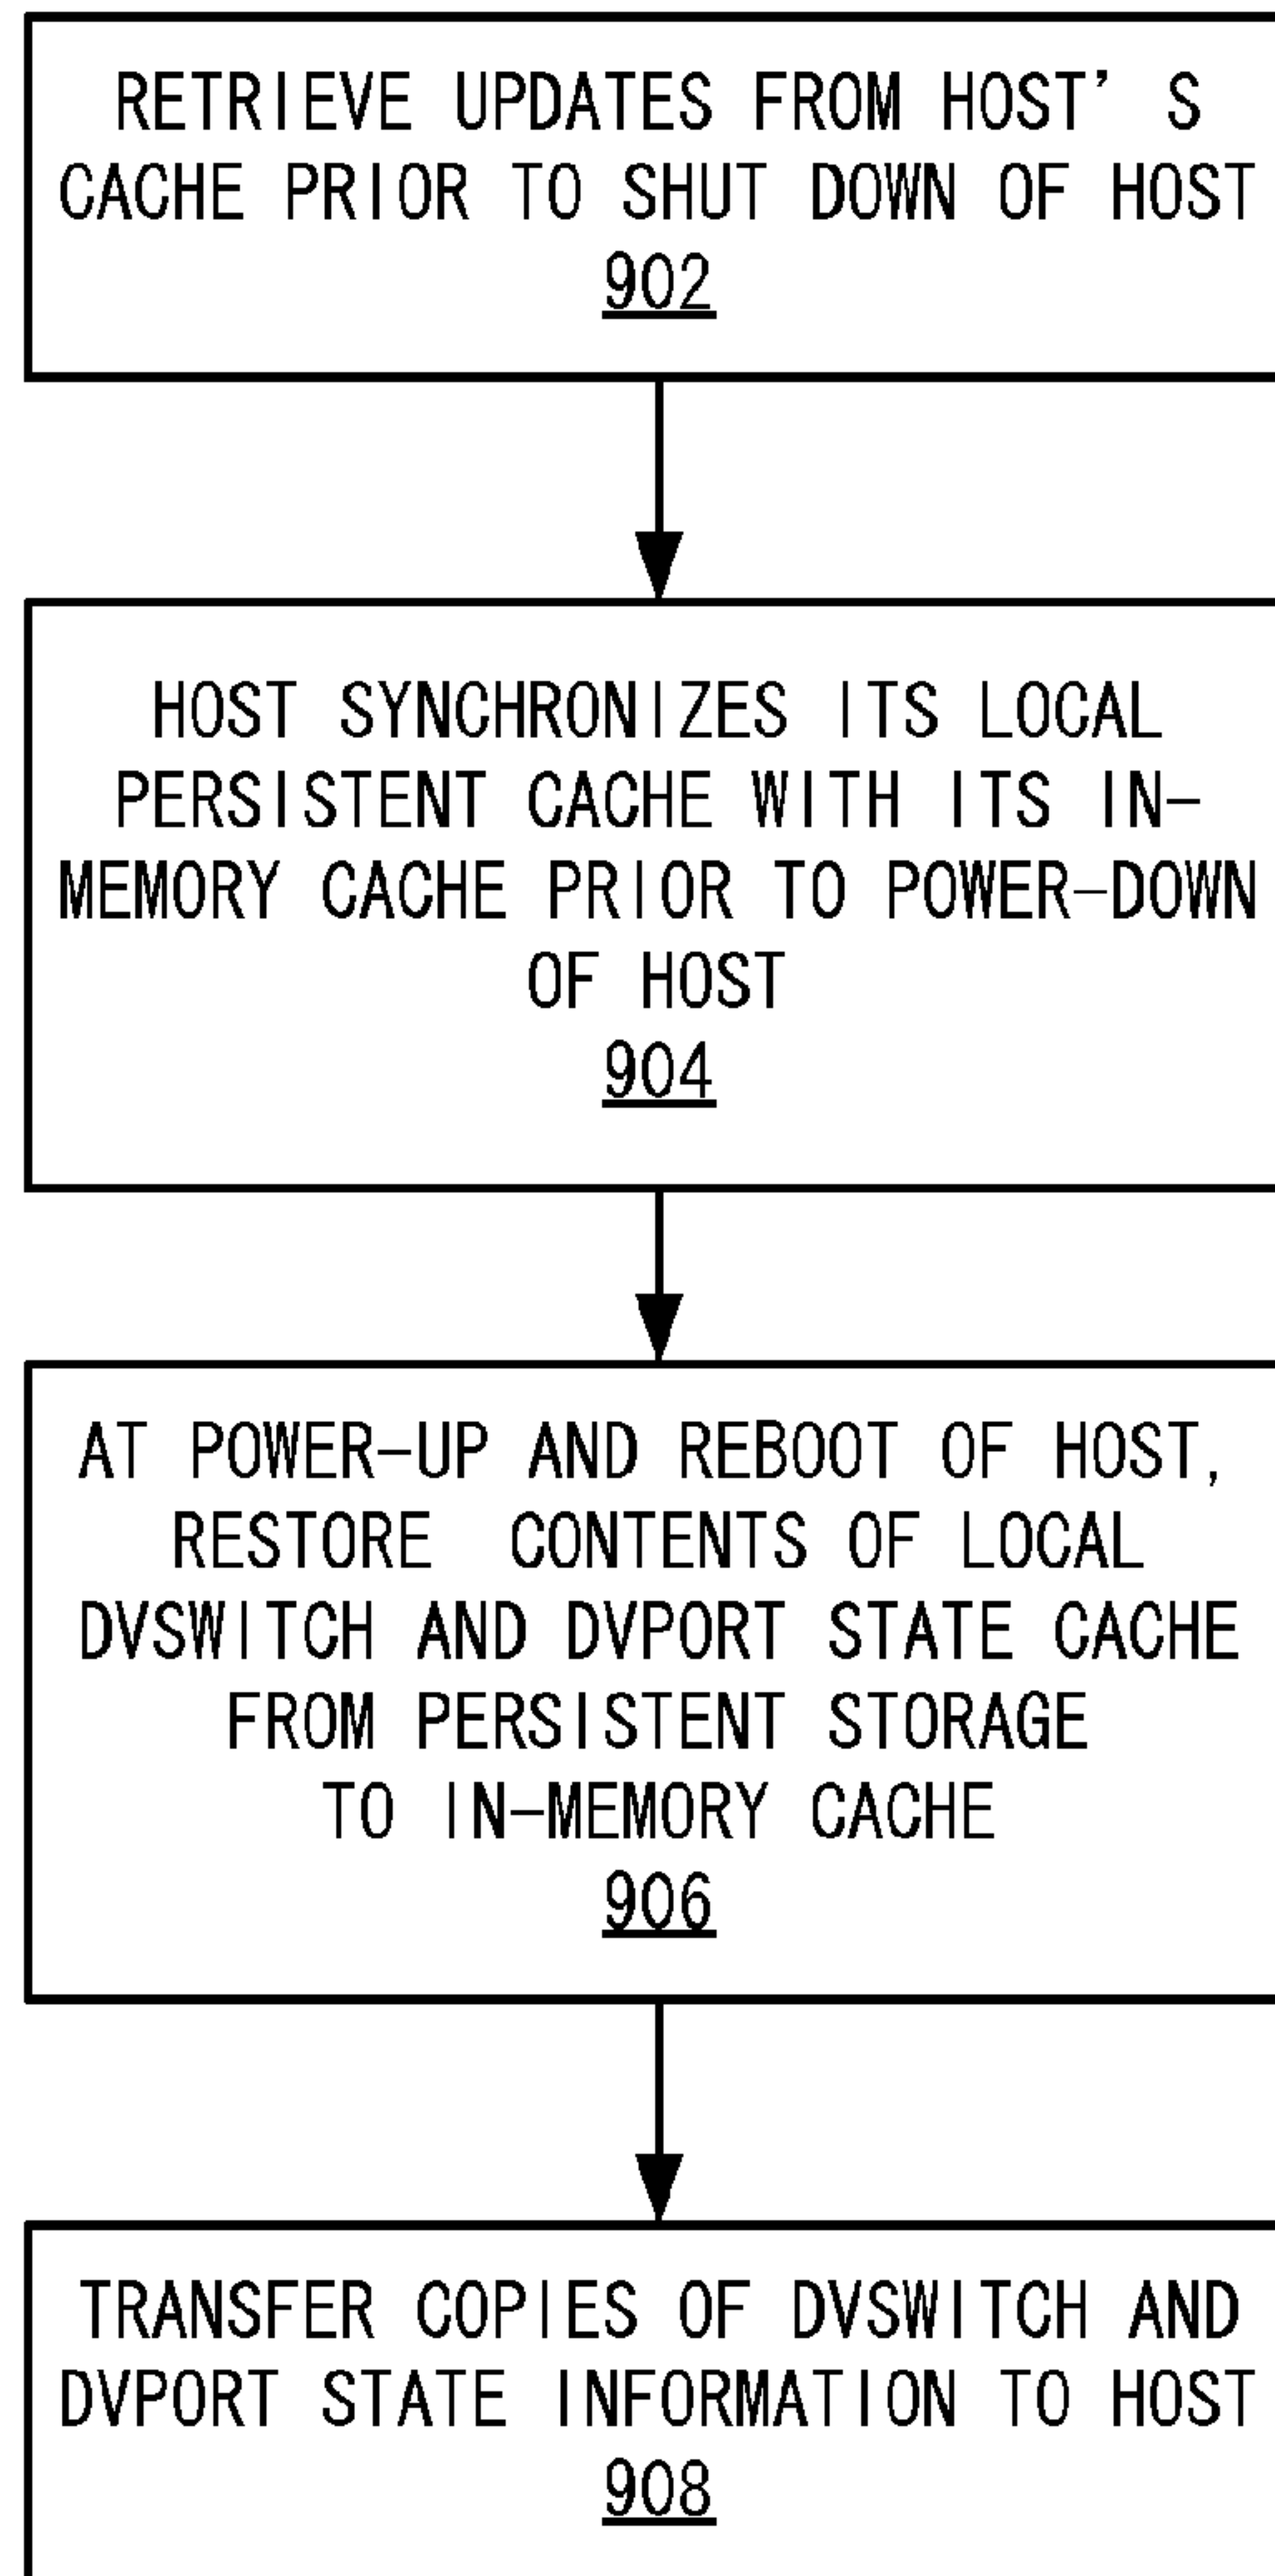 RETRIEVE UPDATES FROM HOST'S
CACHE PRIOR TO SHUT DOWN OF HOST
902
HOST SYNCHRONIZES ITS LOCAL
PERSISTENT CACHE WITH ITS IN-
MEMORY CACHE PRIOR TO POWER-DOWN
OF HOST
904
AT POWER-UP AND REBOOT OF HOST,
RESTORE CONTENTS OF LOCAL
DVSWITCH AND DVPORT STATE CACHE
FROM PERSISTENT STORAGE
TO IN-MEMORY CACHE
906
TRANSFER COPIES OF DVSWITCH AND
DVPORT STATE INFORMATION TO HOST
908